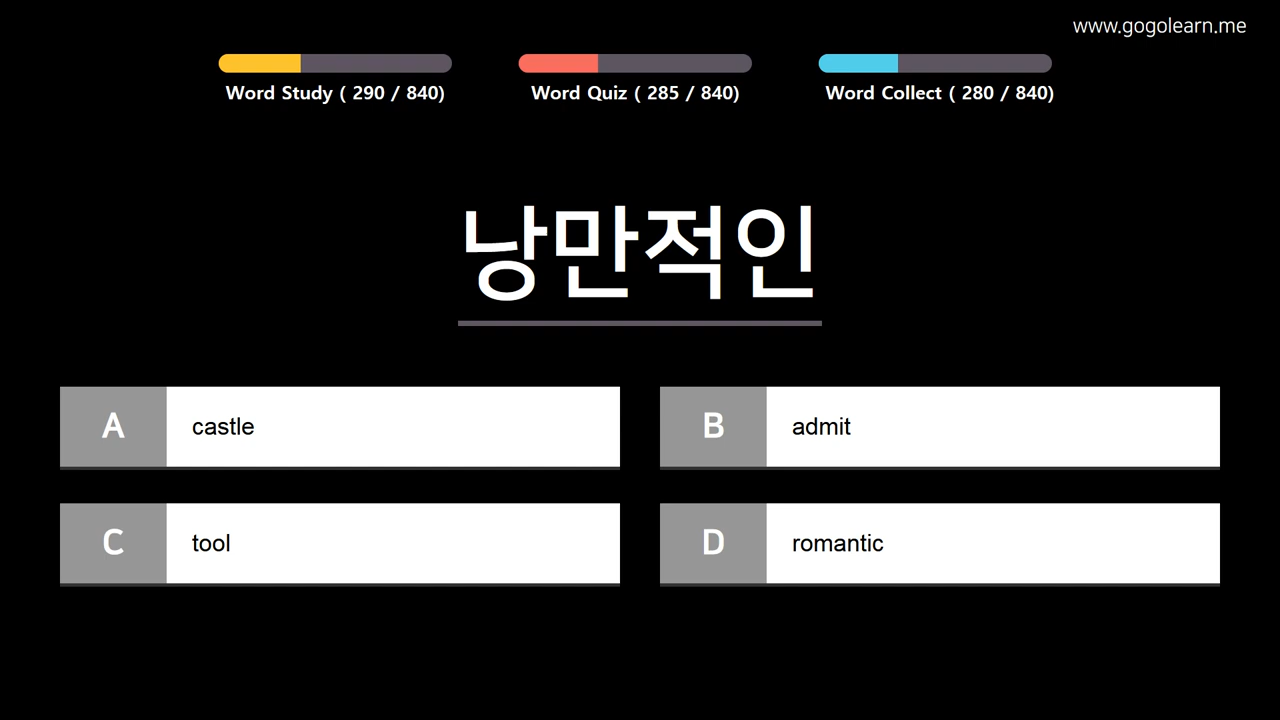 www.gogolearn.me
Word Study ( 290 / 840)
Word Quiz ( 285 / 840)
Word Collect ( 280 / 840)
낭만적인
A castle
B admit
C tool
D romantic